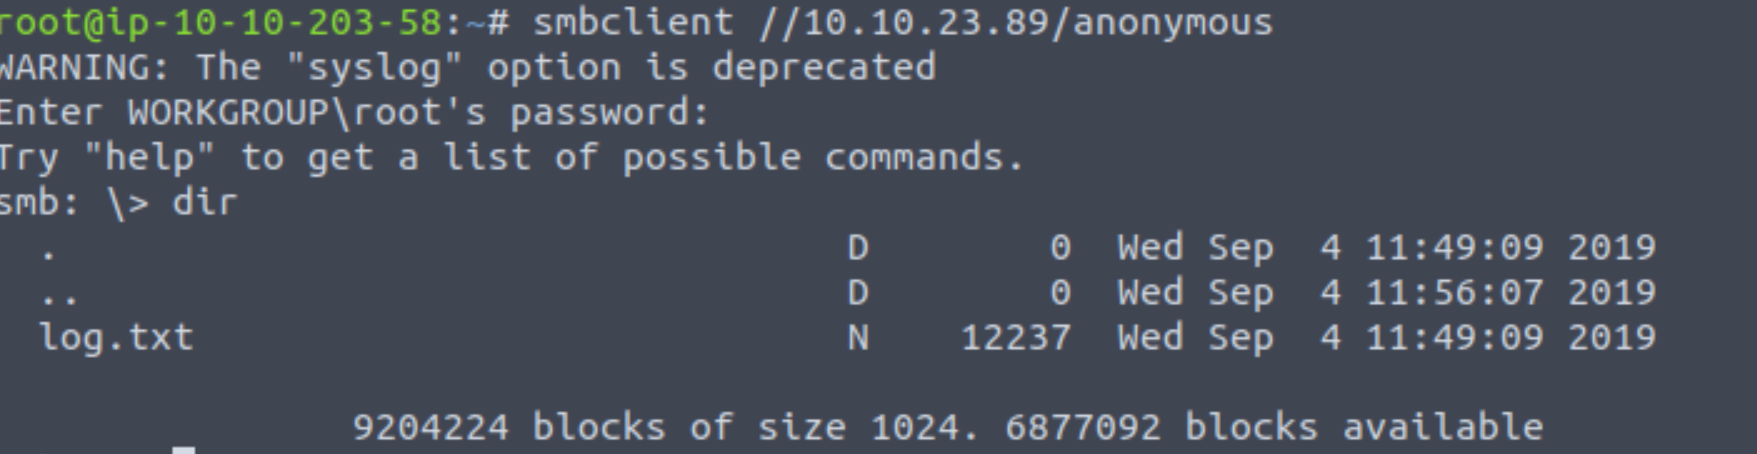 root@ip-10-10-203-58:~# smbclient //10.10.23.89/anonymous
WARNING: The "syslog" option is deprecated
Enter WORKGROUP\root's password:
Try "help" to get a list of possible commands.
smb: \> dir
. D 0 Wed Sep 4 11:49:09 2019
.. D 0 Wed Sep 4 11:56:07 2019
log.txt N 12237 Wed Sep 4 11:49:09 2019
9204224 blocks of size 1024. 6877092 blocks available